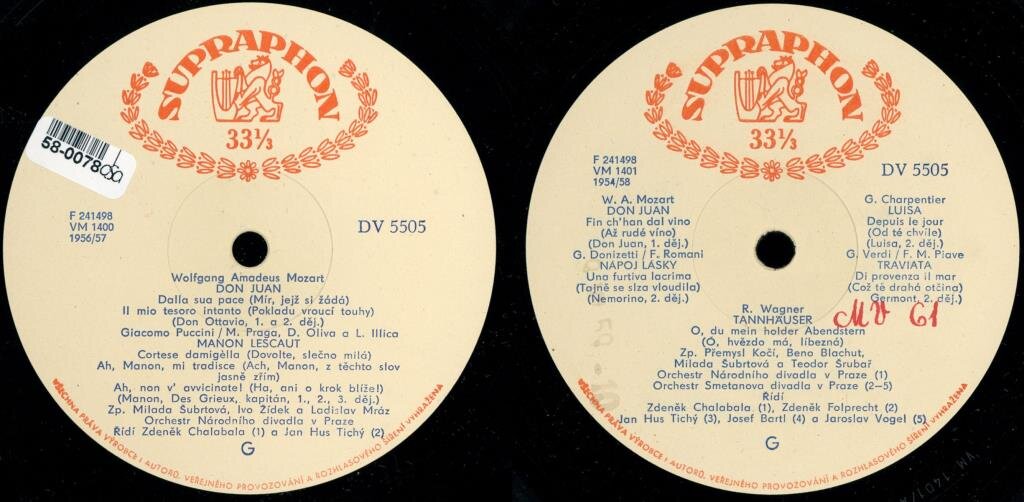 SUPRAPHON
33⅓
58-0078
F 241498
VM 1400
1956/57
DV 5505
Wolfgang Amadeus Mozart
DON JUAN
Dalla sua pace (Mír, jejž si žádá)
Il mio tesoro intanto (Pokladu vroucí touhy)
(Don Ottavio, 1. a 2. děj.)
Giacomo Puccini / M. Praga, D. Oliva a L. Illica
MANON LESCAUT
Cortese damigèlla (Dovolte, slečno milá)
Ah, Manon, mi tradisce (Ach, Manon, z těchto slov
jasně zřím)
Ah, non v' avvicinate! (Ha, ani o krok blíže!)
(Manon, Des Grieux, kapitán, 1., 2., 3. děj.)
Zp. Milada Šubrtová, Ivo Žídek a Ladislav Mráz
Orchestr Národního divadla v Praze
Řídí Zdeněk Chalabala (1) a Jan Hus Tichý (2)
G
VŠECHNA PRÁVA VÝROBCE I AUTORŮ, VEŘEJNÉHO PROVOZOVÁNÍ A ROZHLASOVÉHO ŠÍŘENÍ VYHRAŽENA
SUPRAPHON
33⅓
F 241498
VM 1401
1954/58
DV 5505
W. A. Mozart
DON JUAN
Fin ch'han dal vino
(Až rudé víno)
(Don Juan, 1. děj.)
G. Donizetti / F. Romani
NÁPOJ LÁSKY
Una furtiva lacrima
(Tajně se slza vloudila)
(Nemorino, 2. děj.)
G. Charpentier
LUISA
Depuis le jour
(Od té chvíle)
(Luisa, 2. děj.)
G. Verdi / F. M. Piave
TRAVIATA
Di provenza il mar
(Což té drahá otčina)
Germont, 2. děj.)
R. Wagner
TANNHÄUSER
O, du mein holder Abendstern
(Ó, hvězdo má, líbezná)
MV 61
Zp. Přemysl Kočí, Beno Blachut,
Milada Šubrtová a Teodor Šrubař
Orchestr Národního divadla v Praze (1)
Orchestr Smetanova divadla v Praze (2–5)
Řídí
Zdeněk Chalabala (1), Zdeněk Folprecht (2)
Jan Hus Tichý (3), Josef Bartl (4) a Jaroslav Vogel (5)
G
VŠECHNA PRÁVA VÝROBCE I AUTORŮ, VEŘEJNÉHO PROVOZOVÁNÍ A ROZHLASOVÉHO ŠÍŘENÍ VYHRAŽENA